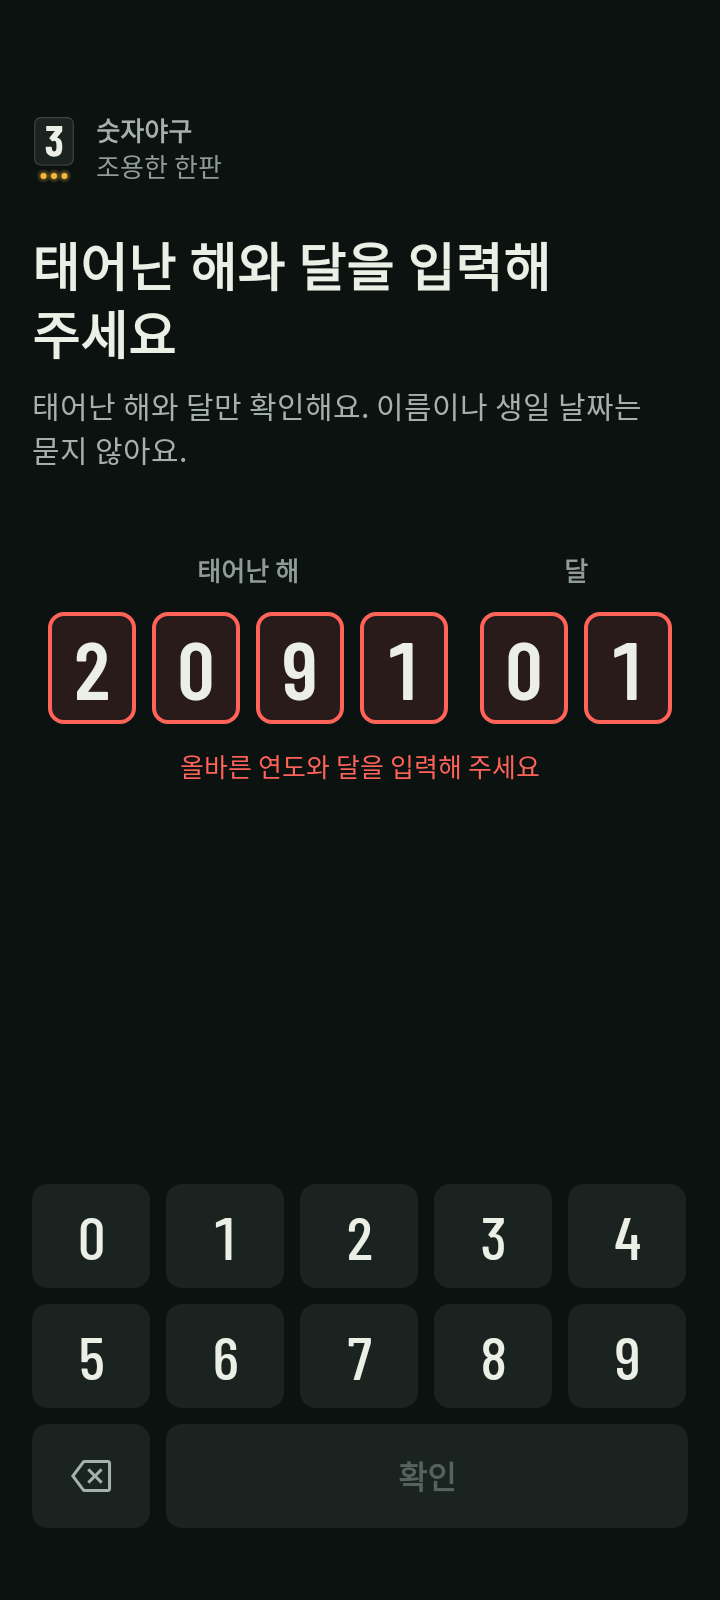 3
숫자야구
조용한 한판
태어난 해와 달을 입력해
주세요
태어난 해와 달만 확인해요. 이름이나 생일 날짜는
묻지 않아요.
태어난 해 달
2 0 9 1 0 1
올바른 연도와 달을 입력해 주세요
0 1 2 3 4
5 6 7 8 9
확인